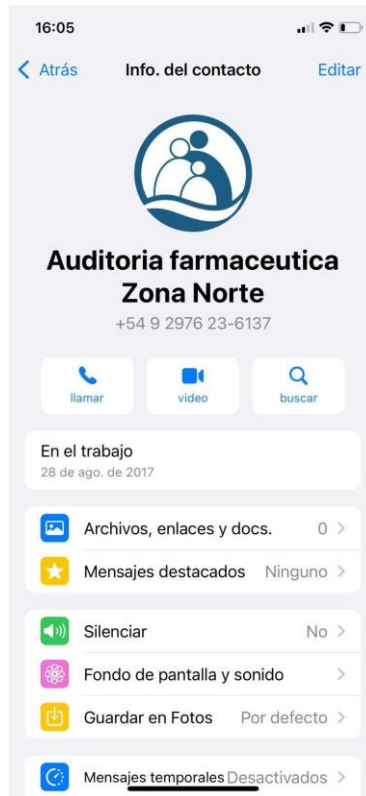 16:05
Atrás
Info. del contacto
Editar
Auditoria farmaceutica
Zona Norte
+54 9 2976 23-6137
llamar
video
buscar
En el trabajo
28 de ago. de 2017
Archivos, enlaces y docs. 0
Mensajes destacados Ninguno
Silenciar No
Fondo de pantalla y sonido
Guardar en Fotos Por defecto
Mensajes temporales Desactivados